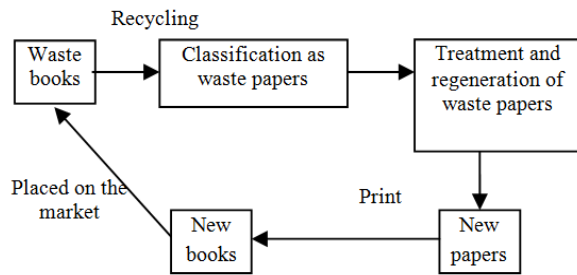 Recycling
Waste
books
Classification as
waste papers
Treatment and
regeneration of
waste papers
Placed on the
market
New
books
Print
New
papers